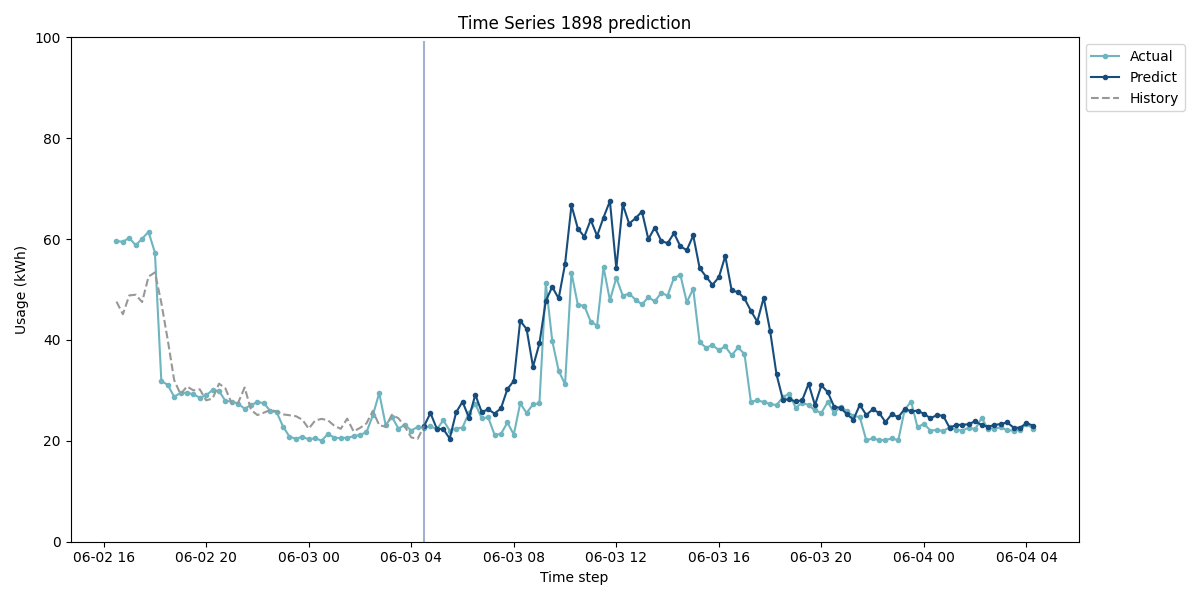 Time Series 1898 prediction
Usage (kWh)
100
80
60
40
20
0
06-02 16
06-02 20
06-03 00
06-03 04
06-03 08
06-03 12
06-03 16
06-03 20
06-04 00
06-04 04
Time step
Actual
Predict
History